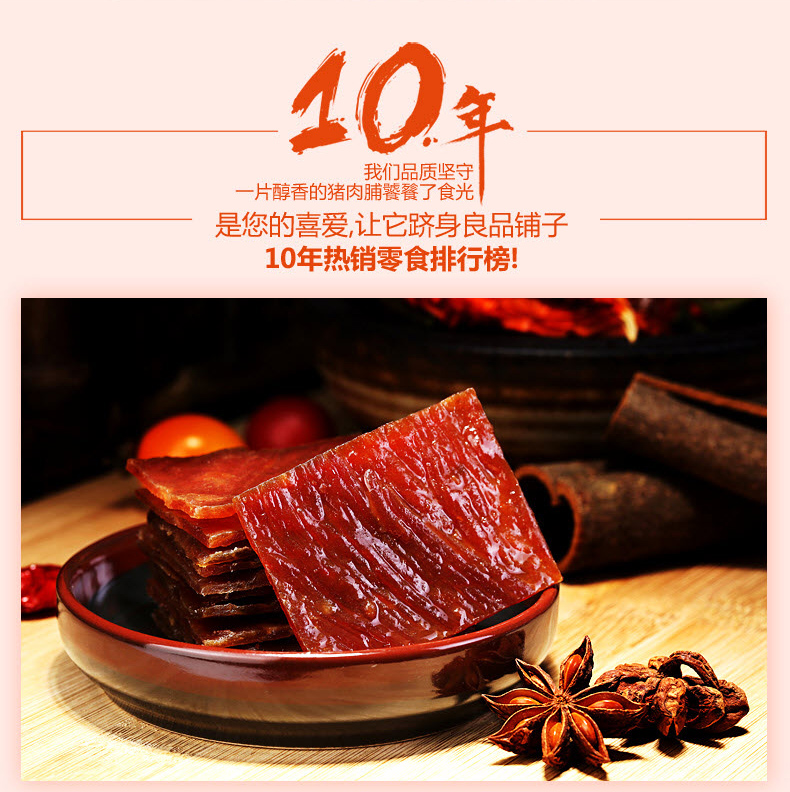 10年
我们品质坚守
一片醇香的猪肉脯饕餮了食光
是您的喜爱,让它跻身良品铺子
10年热销零食排行榜!